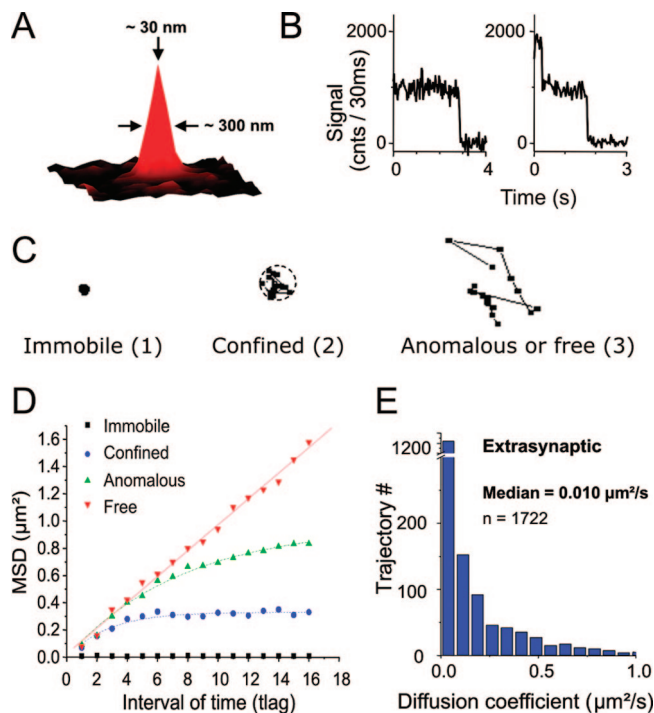 A
~ 30 nm
~ 300 nm
B
Signal
(cnts / 30ms)
2000
0
0
4
2000
0
0
3
Time (s)
C
Immobile (1)
Confined (2)
Anomalous or free (3)
D
Immobile
Confined
Anomalous
Free
MSD (µm²)
1.6
1.4
1.2
1.0
0.8
0.6
0.4
0.2
0.0
0 2 4 6 8 10 12 14 16 18
Interval of time (tlag)
E
Extrasynaptic
Median = 0.010 µm²/s
n = 1722
Trajectory #
1200
200
100
0
0.0 0.5 1.0
Diffusion coefficient (µm²/s)